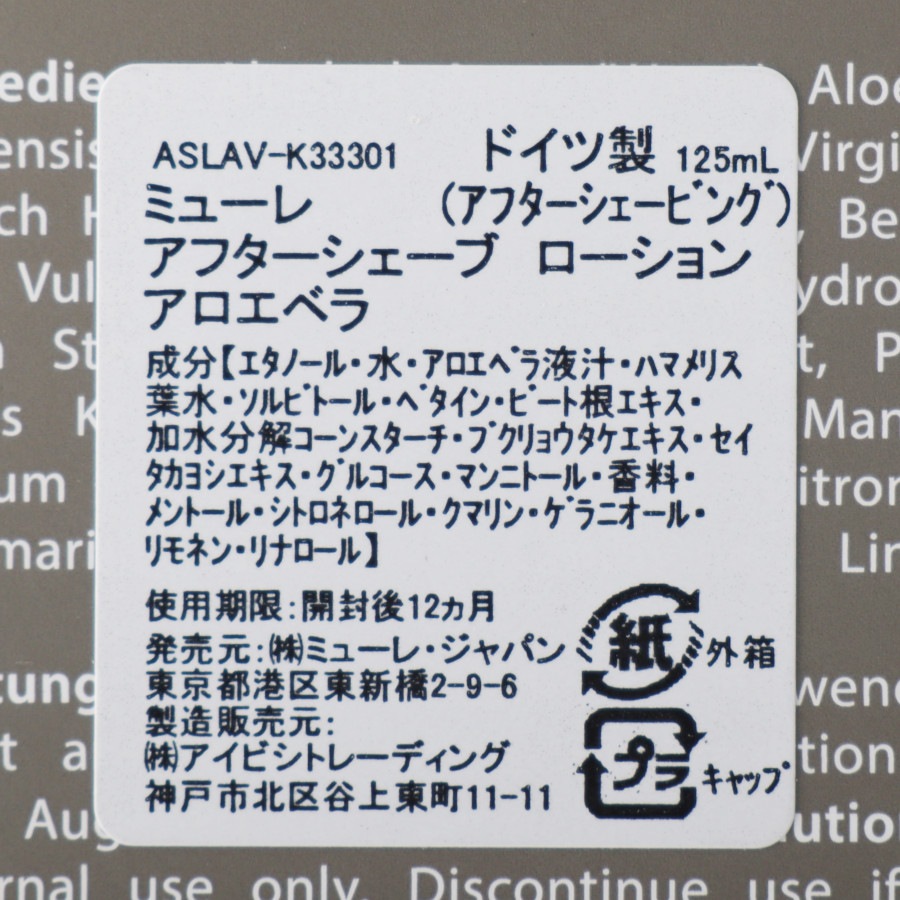 ASLAV-K33301 ドイツ製 125mL
ミューレ (アフターシェービング)
アフターシェーブ ローション
アロエベラ
成分【エタノール・水・アロエベラ液汁・ハマメリス
葉水・ソルビトール・ベタイン・ビート根エキス・
加水分解コーンスターチ・ブクリョウタケエキス・セイ
タカヨシエキス・グルコース・マンニトール・香料・
メントール・シトロネロール・クマリン・ゲラニオール・
リモネン・リナロール】
使用期限:開封後12ヵ月
発売元:㈱ミューレ・ジャパン
東京都港区東新橋2-9-6
製造販売元:
㈱アイビシトレーディング
神戸市北区谷上東町11-11
紙 外箱
プラ キャップ
Aloe
Virgi
ch
, Be
Vul
ydro
St
t, P
s K
Man
um
itron
mari
Lin
tung
wend
t a
tion
Aug
lution
rnal use only. Discontinue use if